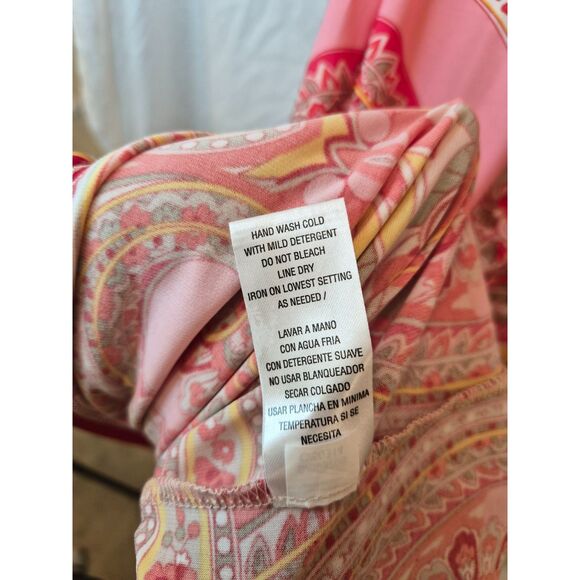 HAND WASH COLD
WITH MILD DETERGENT
DO NOT BLEACH
LINE DRY
IRON ON LOWEST SETTING
AS NEEDED /
LAVAR A MANO
CON AGUA FRIA
CON DETERGENTE SUAVE
NO USAR BLANQUEADOR
SECAR COLGADO
USAR PLANCHA EN MINIMA
TEMPERATURA SI SE
NECESITA